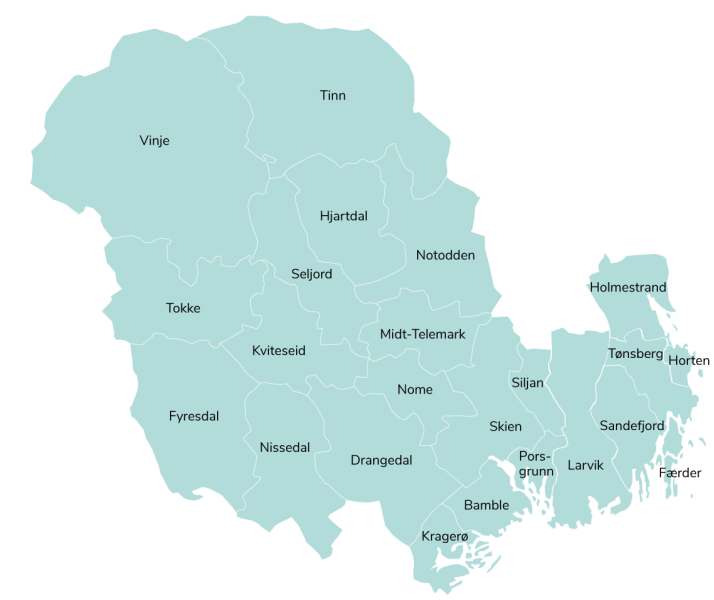 Tinn
Vinje
Hjartdal
Notodden
Seljord
Holmestrand
Tokke
Midt-Telemark
Kviteseid
Tønsberg
Horten
Siljan
Nome
Fyresdal
Skien
Sandefjord
Nissedal
Drangedal
Pors-
grunn
Larvik
Færder
Bamble
Kragerø